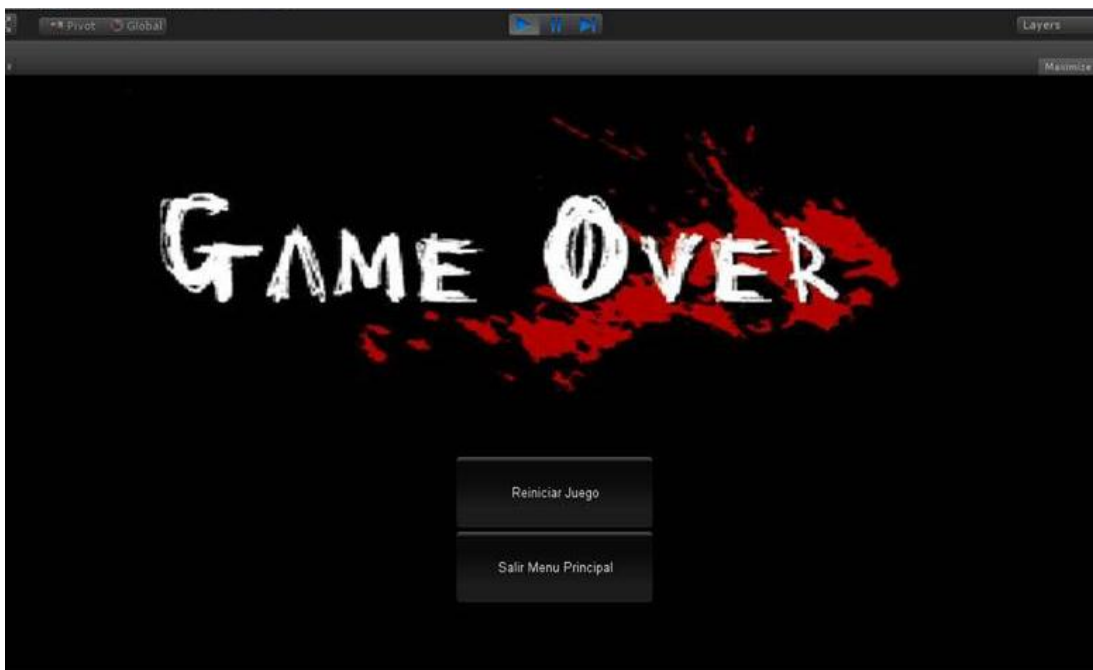 Pivot Global Layers
Maximize
GAME OVER
Reiniciar Juego
Salir Menu Principal